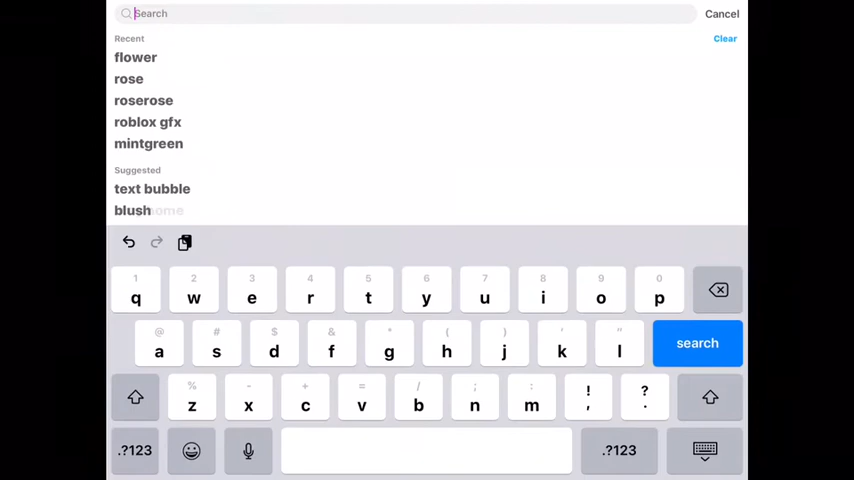 Search
Cancel
Recent
Clear
flower
rose
roserose
roblox gfx
mintgreen
Suggested
text bubble
blush
1 2 3 4 5 6 7 8 9 0
q w e r t y u i o p
@ # $ & * ( ) ' "
a s d f g h j k l
search
% - + = / ; : ! ?
z x c v b n m , .
.?123
.?123